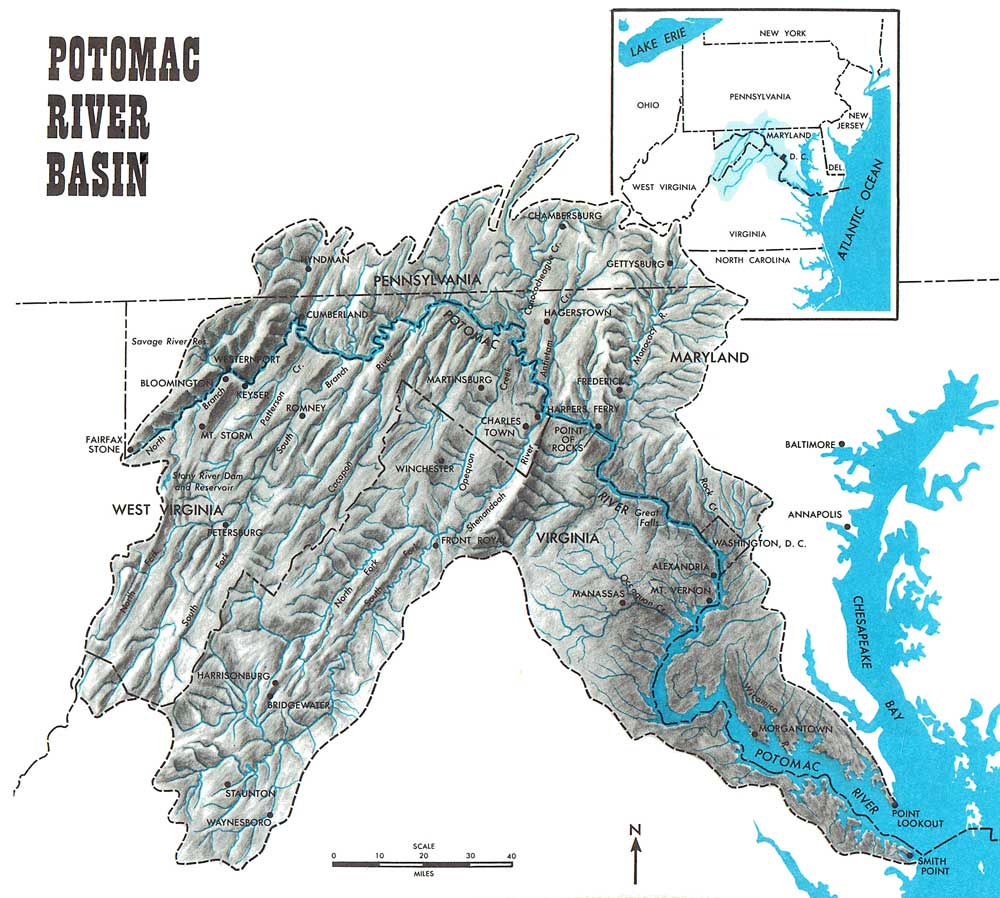 POTOMAC
RIVER
BASIN
LAKE ERIE
NEW YORK
PENNSYLVANIA
OHIO
NEW
JERSEY
MARYLAND
D. C.
DEL.
WEST VIRGINIA
VIRGINIA
NORTH CAROLINA
ATLANTIC OCEAN
CHAMBERSBURG
HYNDMAN
GETTYSBURG
PENNSYLVANIA
Conococheague Cr.
CUMBERLAND
POTOMAC
HAGERSTOWN
Antietam Cr.
Monocacy R.
Savage River Res.
WESTERNPORT
MARYLAND
BLOOMINGTON
KEYSER
North Branch
Patterson Cr.
South Branch
River
MARTINSBURG
Creek
FREDERICK
ROMNEY
MT. STORM
CHARLES
TOWN
HARPERS FERRY
POINT
OF
ROCKS
FAIRFAX
STONE
BALTIMORE
Stony River Dam
and Reservoir
Cacapon
WINCHESTER
Opequon
River
Shenandoah
RIVER
Great
Falls
Rock Cr.
WEST VIRGINIA
ANNAPOLIS
PETERSBURG
FRONT ROYAL
VIRGINIA
WASHINGTON, D. C.
North Fork
South Fork
North Fork
South Fork
ALEXANDRIA
MANASSAS
Occoquan Cr.
MT. VERNON
CHESAPEAKE
BAY
HARRISONBURG
BRIDGEWATER
Wicomico R.
MORGANTOWN
POTOMAC
RIVER
STAUNTON
WAYNESBORO
POINT
LOOKOUT
SMITH
POINT
SCALE
0 10 20 30 40
MILES
N